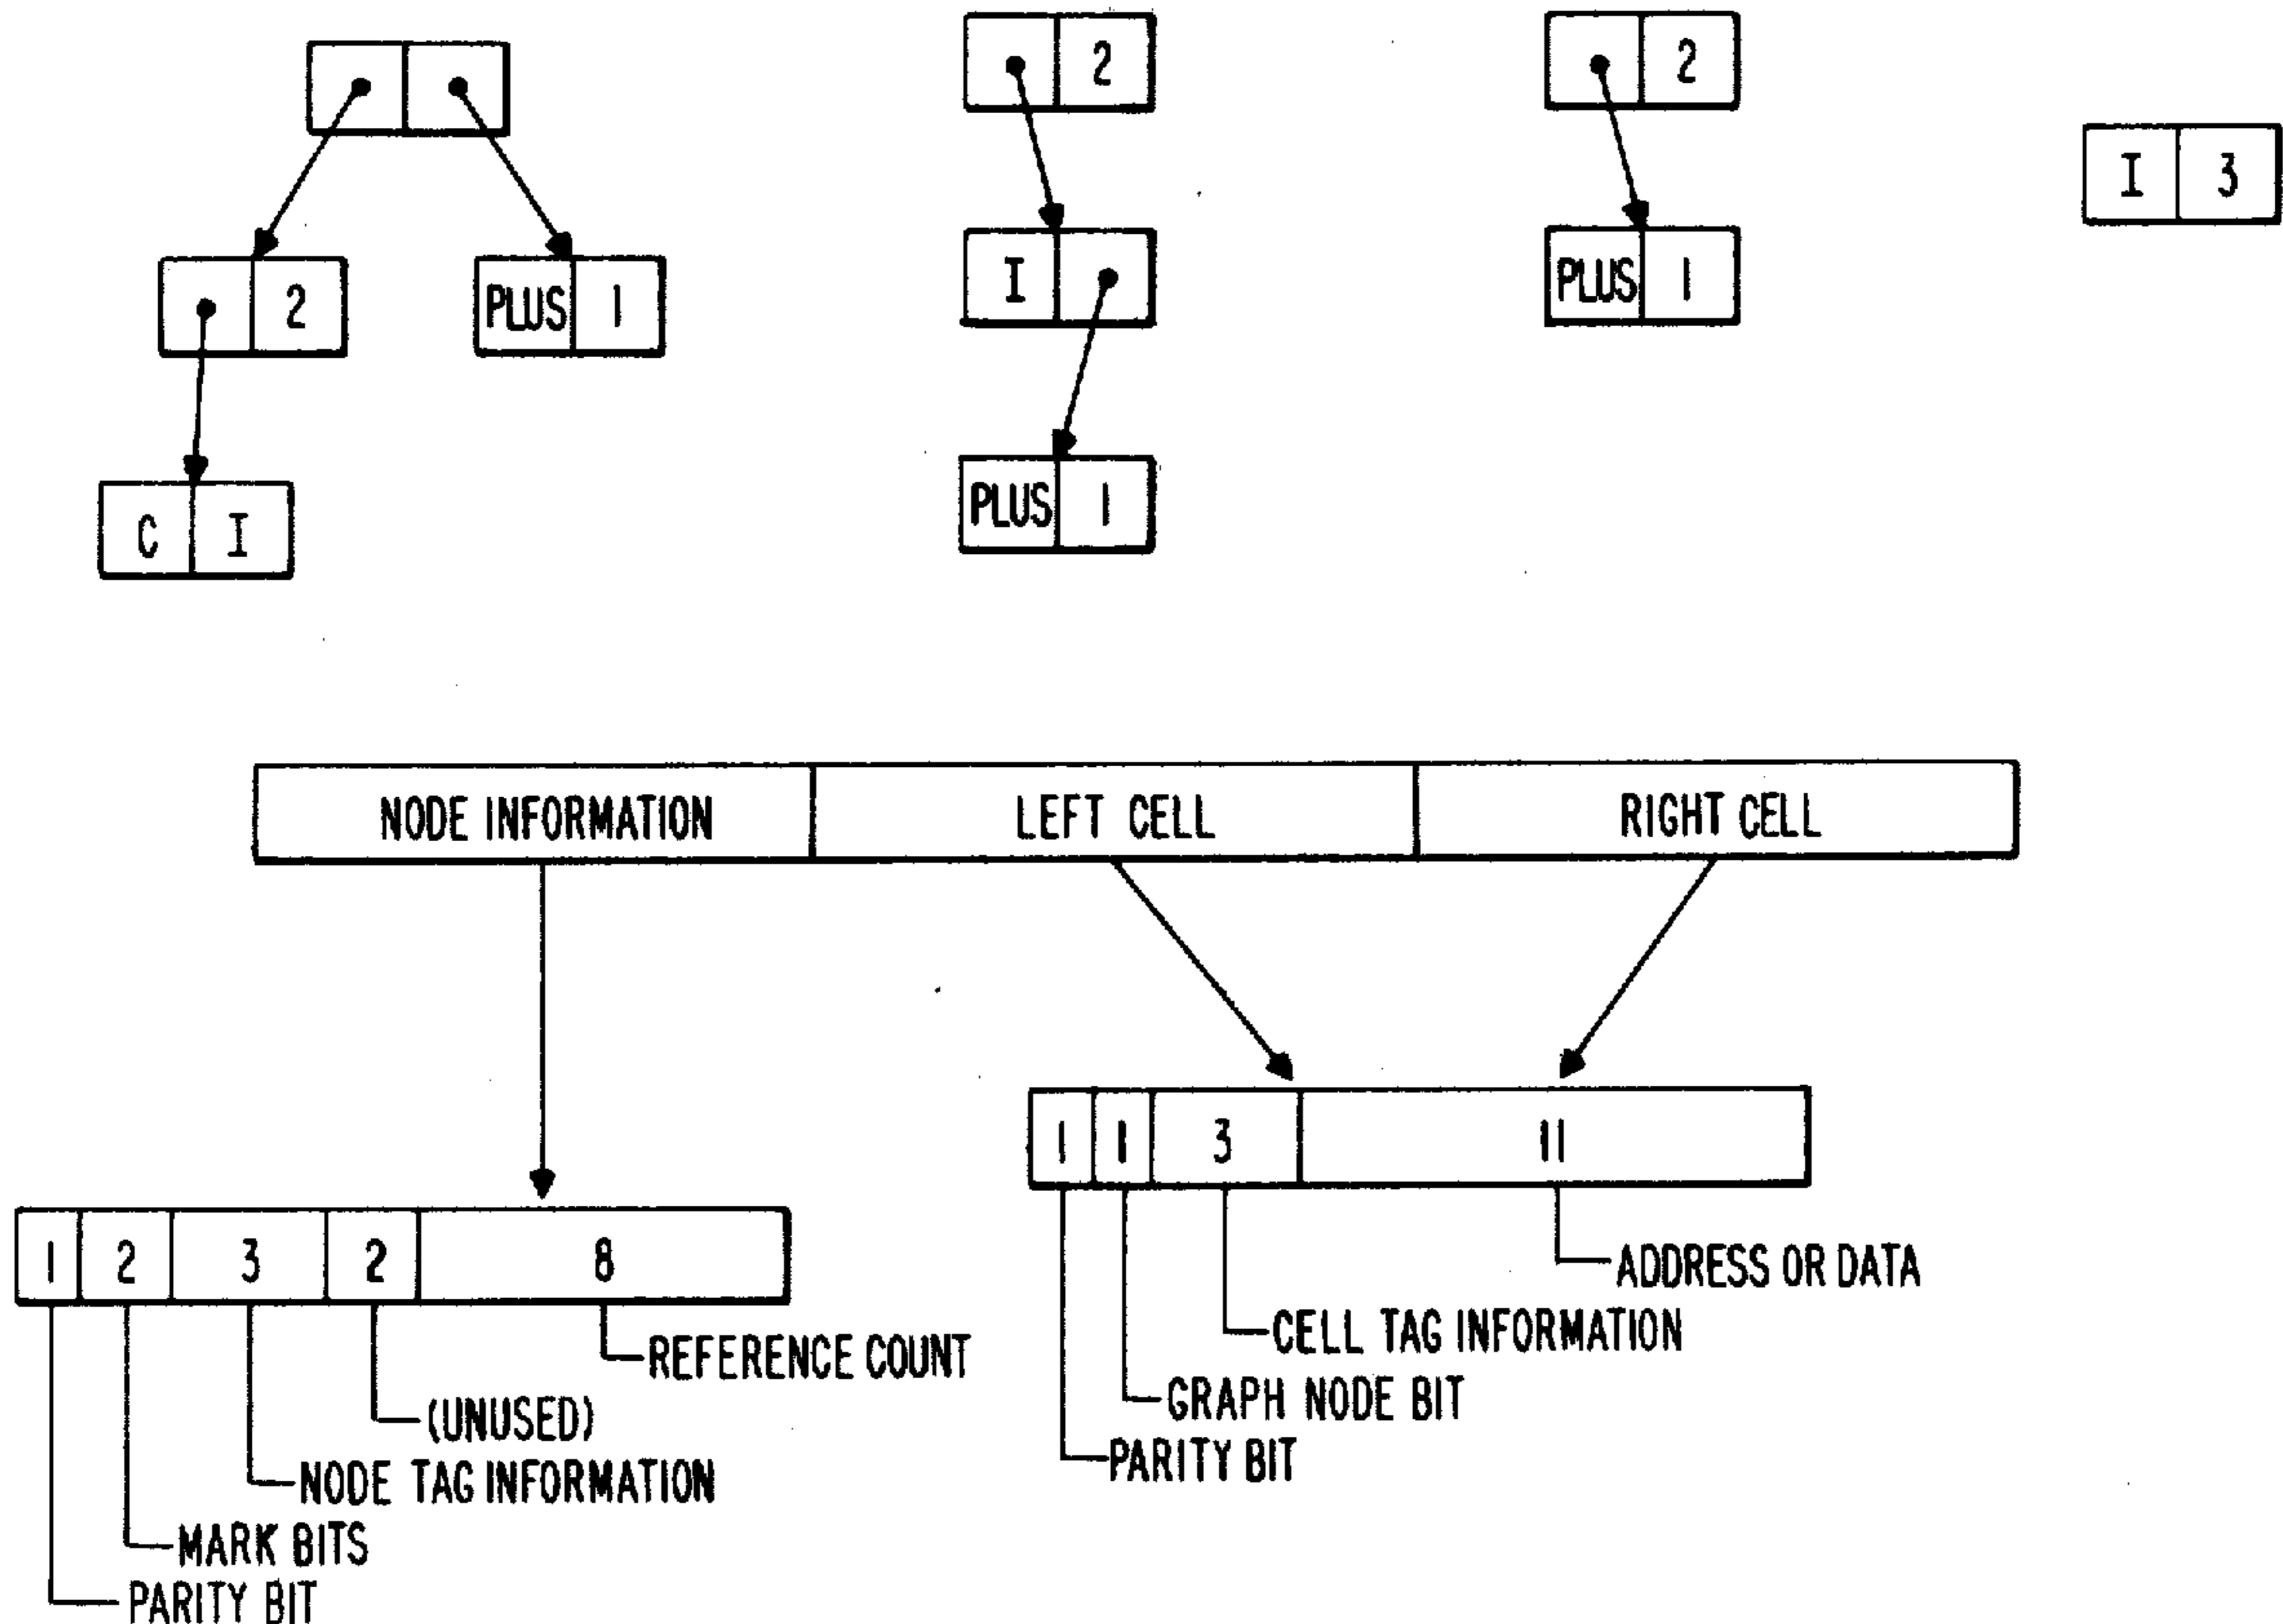 2
2
I 3
2
PLUS 1
I
PLUS 1
C I
PLUS 1
NODE INFORMATION LEFT CELL RIGHT CELL
1 1 3 11
1 2 3 2 8
ADDRESS OR DATA
CELL TAG INFORMATION
REFERENCE COUNT
GRAPH NODE BIT
(UNUSED)
PARITY BIT
NODE TAG INFORMATION
MARK BITS
PARITY BIT